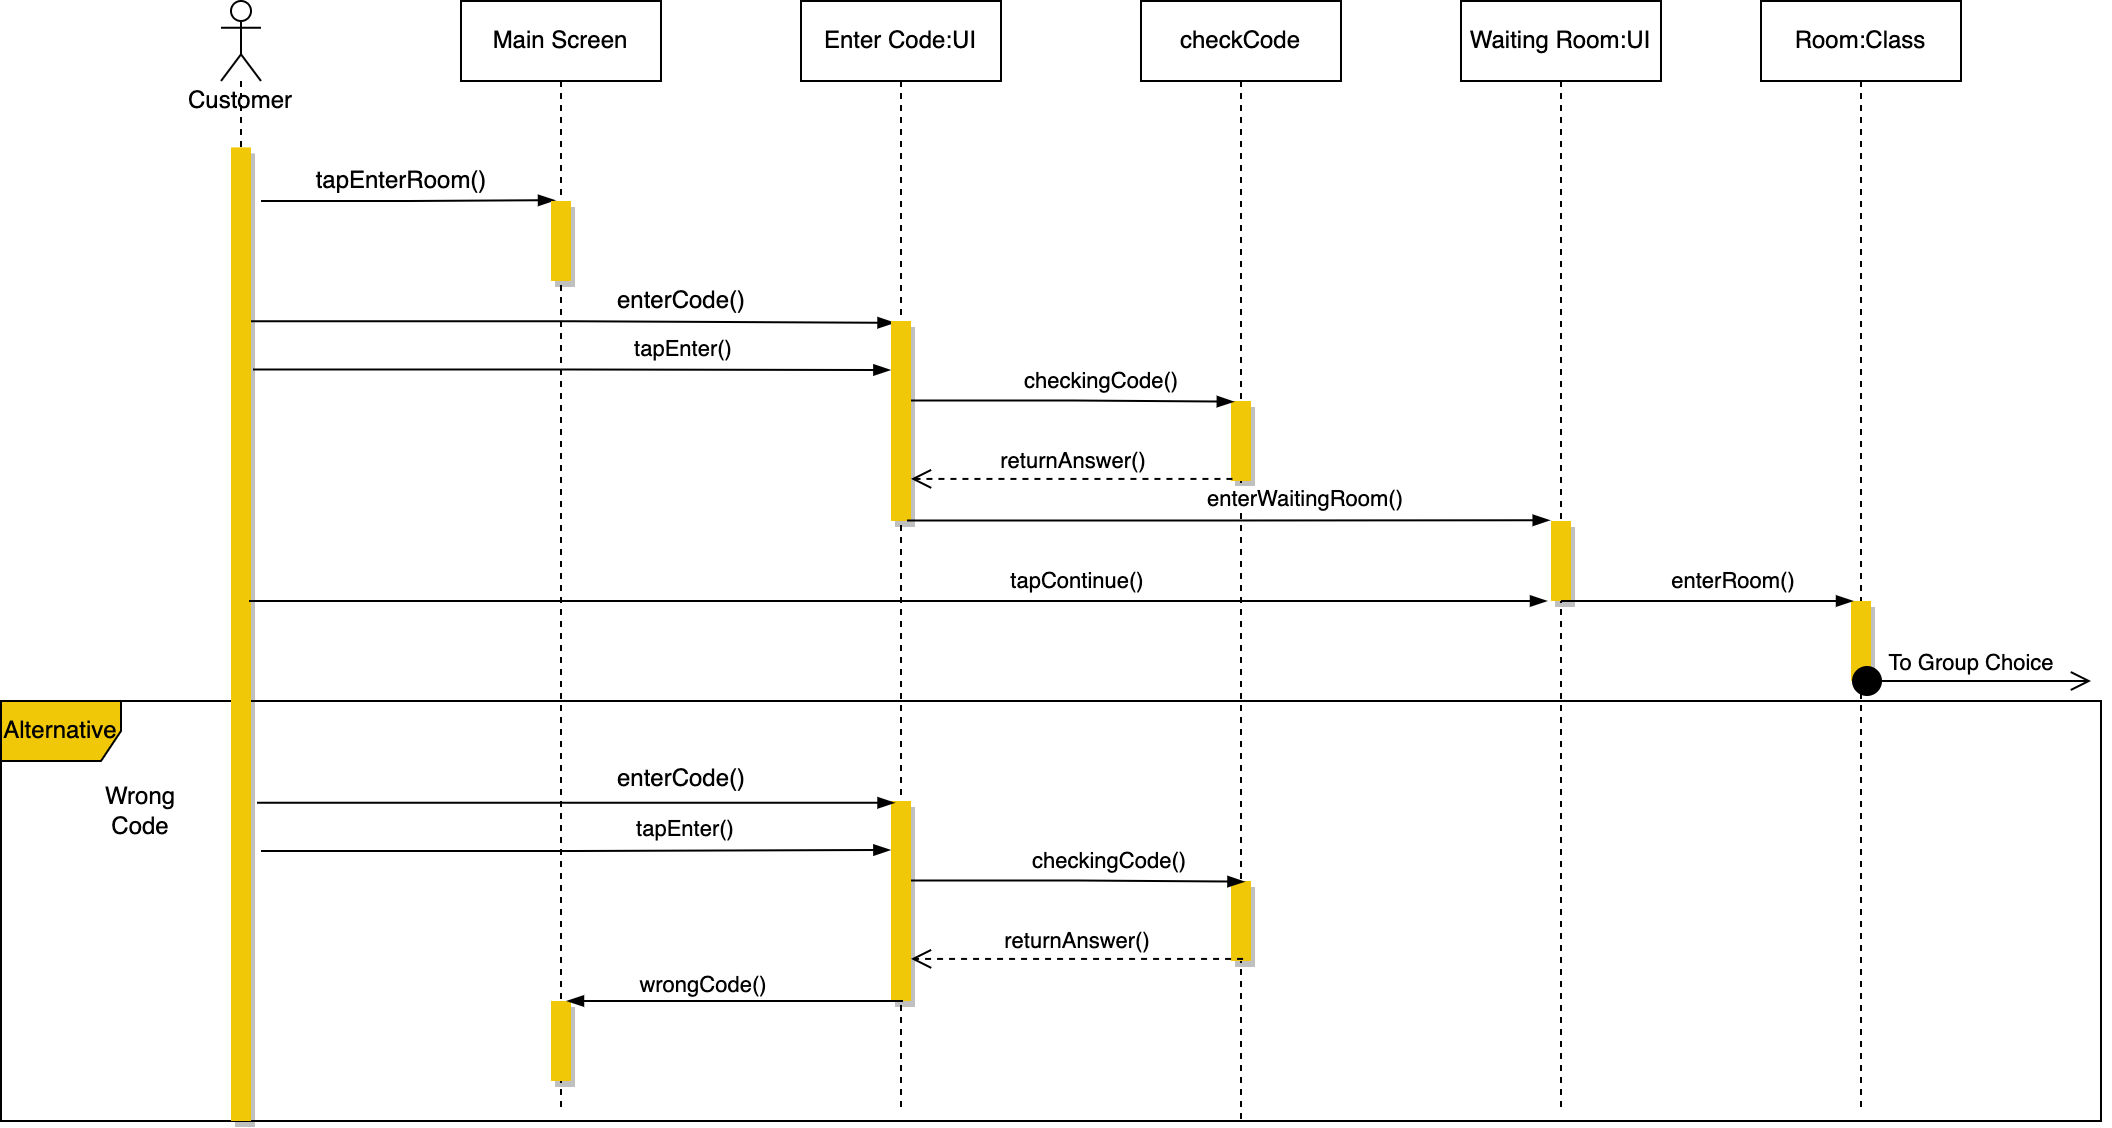 Main Screen
Enter Code:UI
checkCode
Waiting Room:UI
Room:Class
Customer
tapEnterRoom()
enterCode()
tapEnter()
checkingCode()
returnAnswer()
enterWaitingRoom()
tapContinue()
enterRoom()
To Group Choice
Alternative
Wrong
Code
enterCode()
tapEnter()
checkingCode()
returnAnswer()
wrongCode()